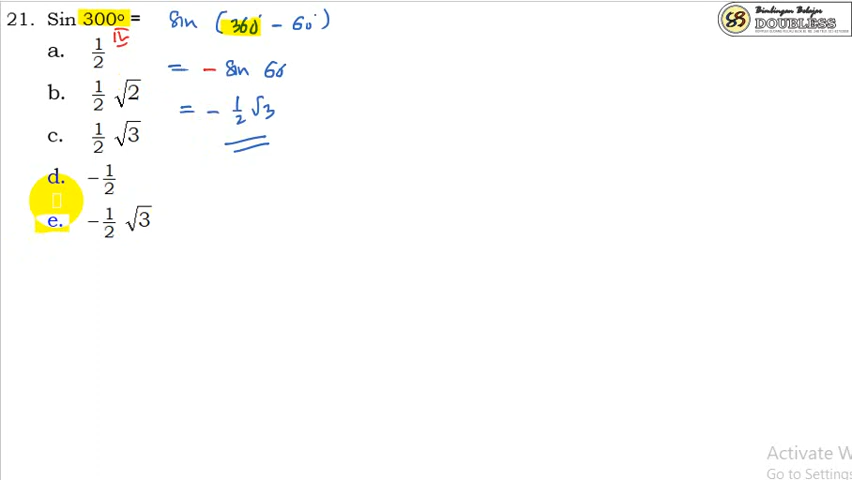 21. Sin 300° = sin (360° - 60°)
IV
a. 1/2
= - sin 60
b. 1/2 √2
= - 1/2 √3
c. 1/2 √3
d. -1/2
e. -1/2 √3
88 Bimbingan Belajar
DOUBLESS
Activate W
Go to Settings